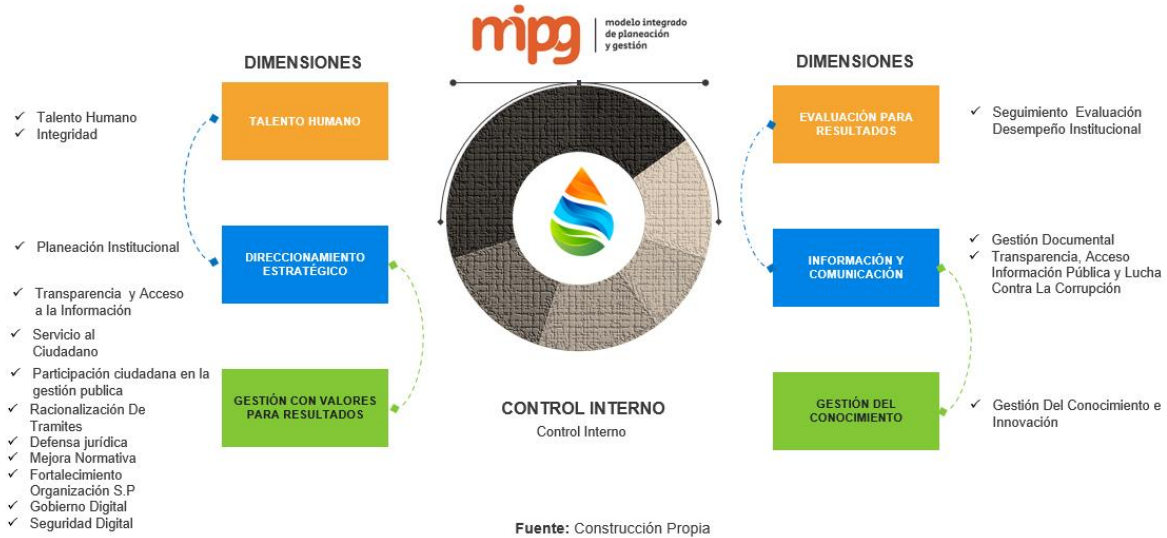 mipg
modelo integrado
de planeación
y gestión
DIMENSIONES
✓ Talento Humano
✓ Integridad
TALENTO HUMANO
✓ Planeación Institucional
DIRECCIONAMIENTO
ESTRATÉGICO
✓ Transparencia y Acceso
a la Información
✓ Servicio al
Ciudadano
✓ Participación ciudadana en la
gestión publica
✓ Racionalización De
Tramites
✓ Defensa jurídica
✓ Mejora Normativa
✓ Fortalecimiento
Organización S.P
✓ Gobierno Digital
✓ Seguridad Digital
GESTIÓN CON VALORES
PARA RESULTADOS
CONTROL INTERNO
Control Interno
DIMENSIONES
EVALUACIÓN PARA
RESULTADOS
✓ Seguimiento Evaluación
Desempeño Institucional
INFORMACIÓN Y
COMUNICACIÓN
✓ Gestión Documental
✓ Transparencia, Acceso
Información Pública y Lucha
Contra La Corrupción
GESTIÓN DEL
CONOCIMIENTO
✓ Gestión Del Conocimiento e
Innovación
Fuente: Construcción Propia